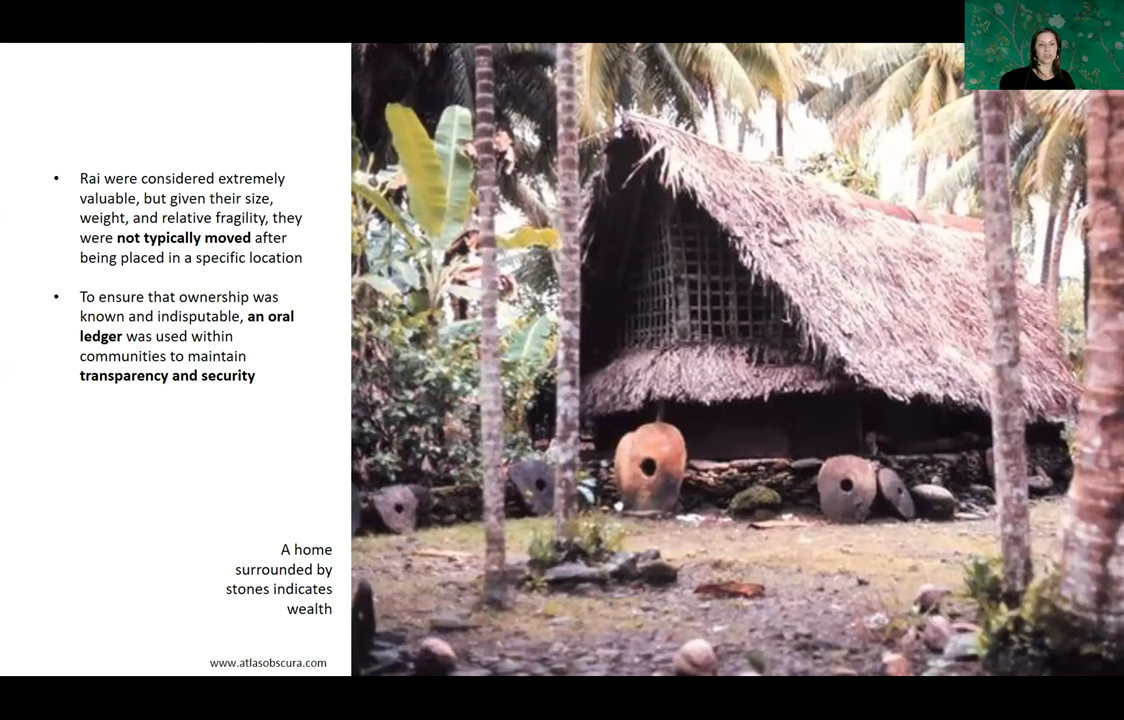 • Rai were considered extremely
valuable, but given their size,
weight, and relative fragility, they
were not typically moved after
being placed in a specific location
• To ensure that ownership was
known and indisputable, an oral
ledger was used within
communities to maintain
transparency and security
A home
surrounded by
stones indicates
wealth
www.atlasobscura.com